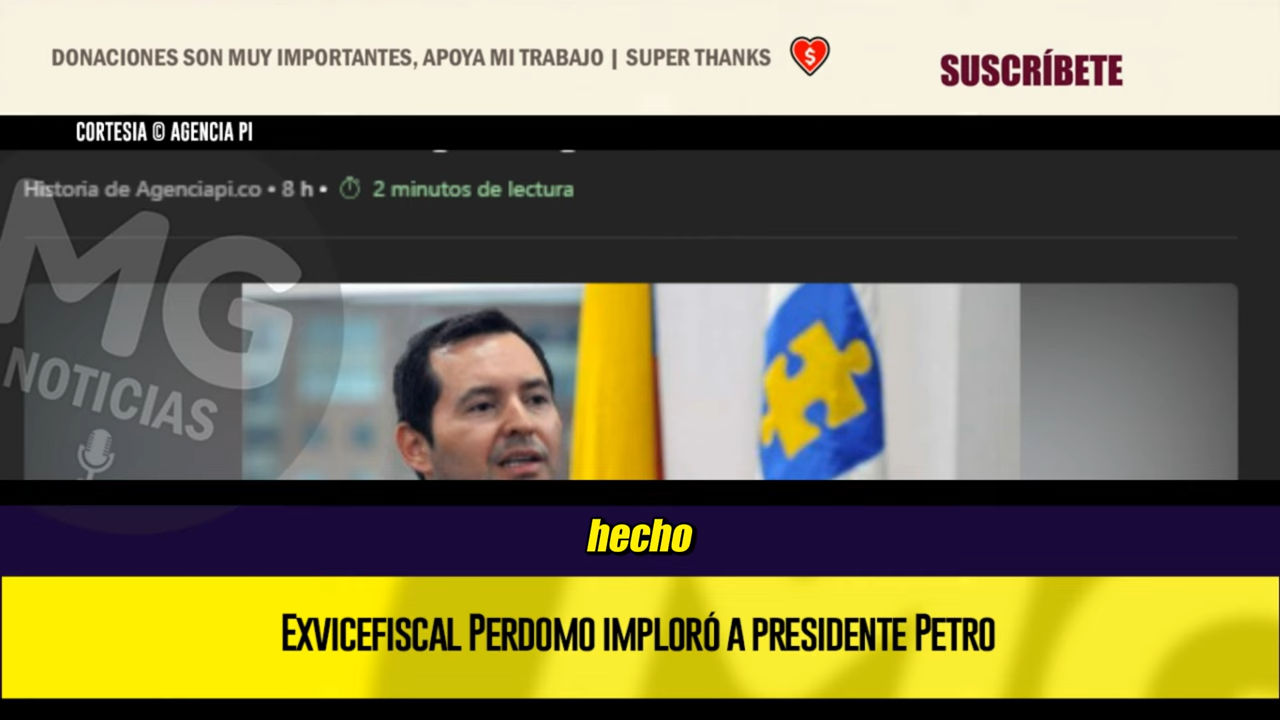 DONACIONES SON MUY IMPORTANTES, APOYA MI TRABAJO | SUPER THANKS
SUSCRÍBETE
CORTESIA © AGENCIA PI
Historia de Agenciapi.co • 8 h •
2 minutos de lectura
MG
NOTICIAS
hecho
EXVICEFISCAL PERDOMO IMPLORÓ A PRESIDENTE PETRO